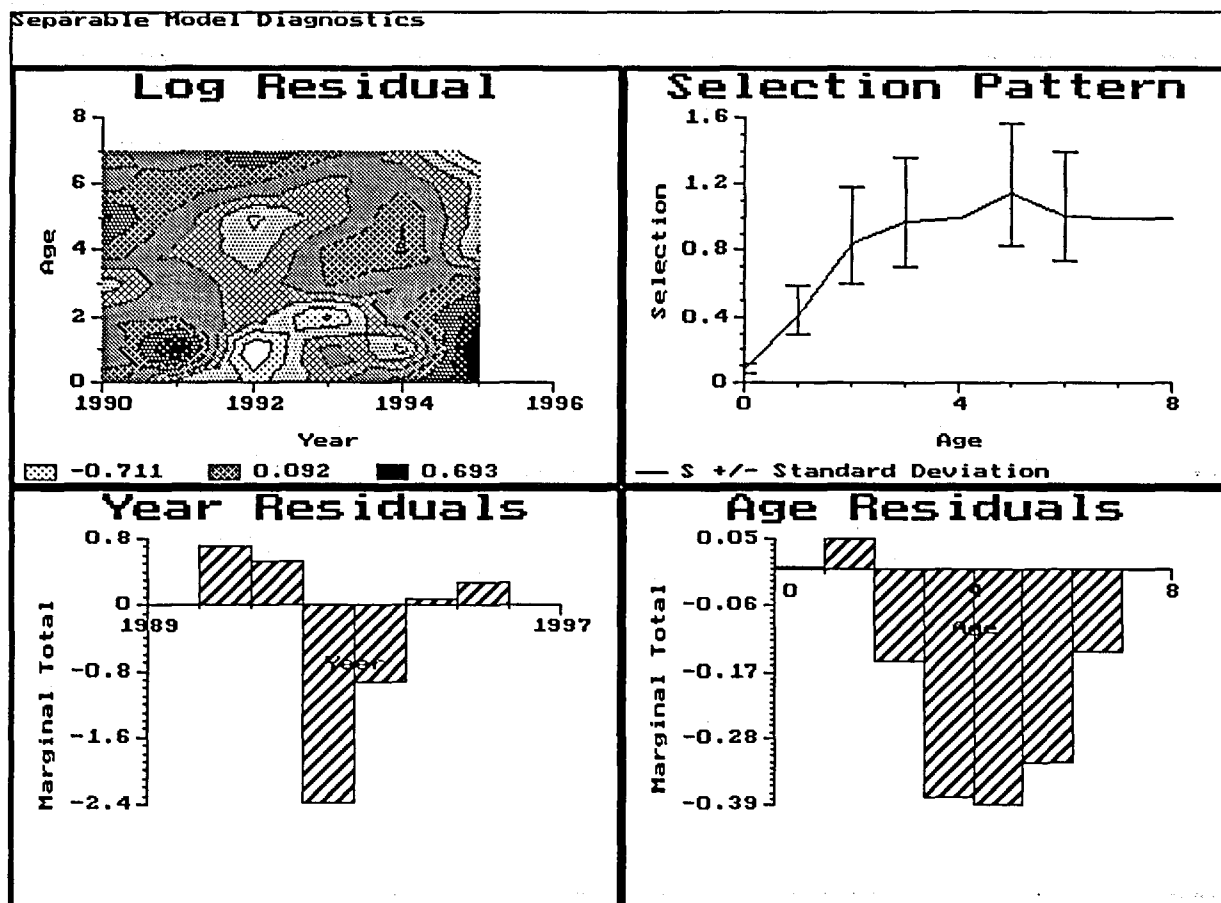 Separable Model Diagnostics
Log Residual
8
6
4
2
0
Age
1990 1992 1994 1996
Year
-0.711 0.092 0.693
Selection Pattern
1.6
1.2
0.8
0.4
0
Selection
0 4 8
Age
S +/- Standard Deviation
Year Residuals
0.8
0
-0.8
-1.6
-2.4
Marginal Total
1989 1997
Year
Age Residuals
0.05
-0.06
-0.17
-0.28
-0.39
Marginal Total
0 8
Age